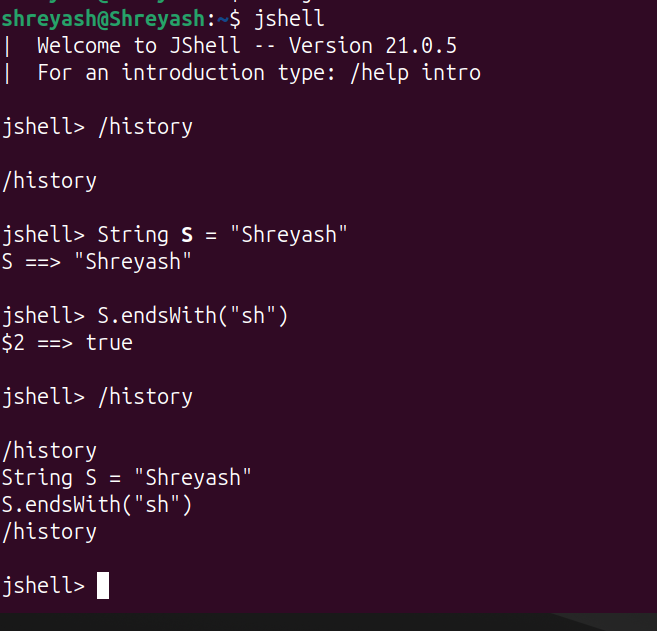 shreyash@Shreyash:~$ jshell
|  Welcome to JShell -- Version 21.0.5
|  For an introduction type: /help intro
jshell> /history
/history
jshell> String S = "Shreyash"
S ==> "Shreyash"
jshell> S.endsWith("sh")
$2 ==> true
jshell> /history
/history
String S = "Shreyash"
S.endsWith("sh")
/history
jshell>